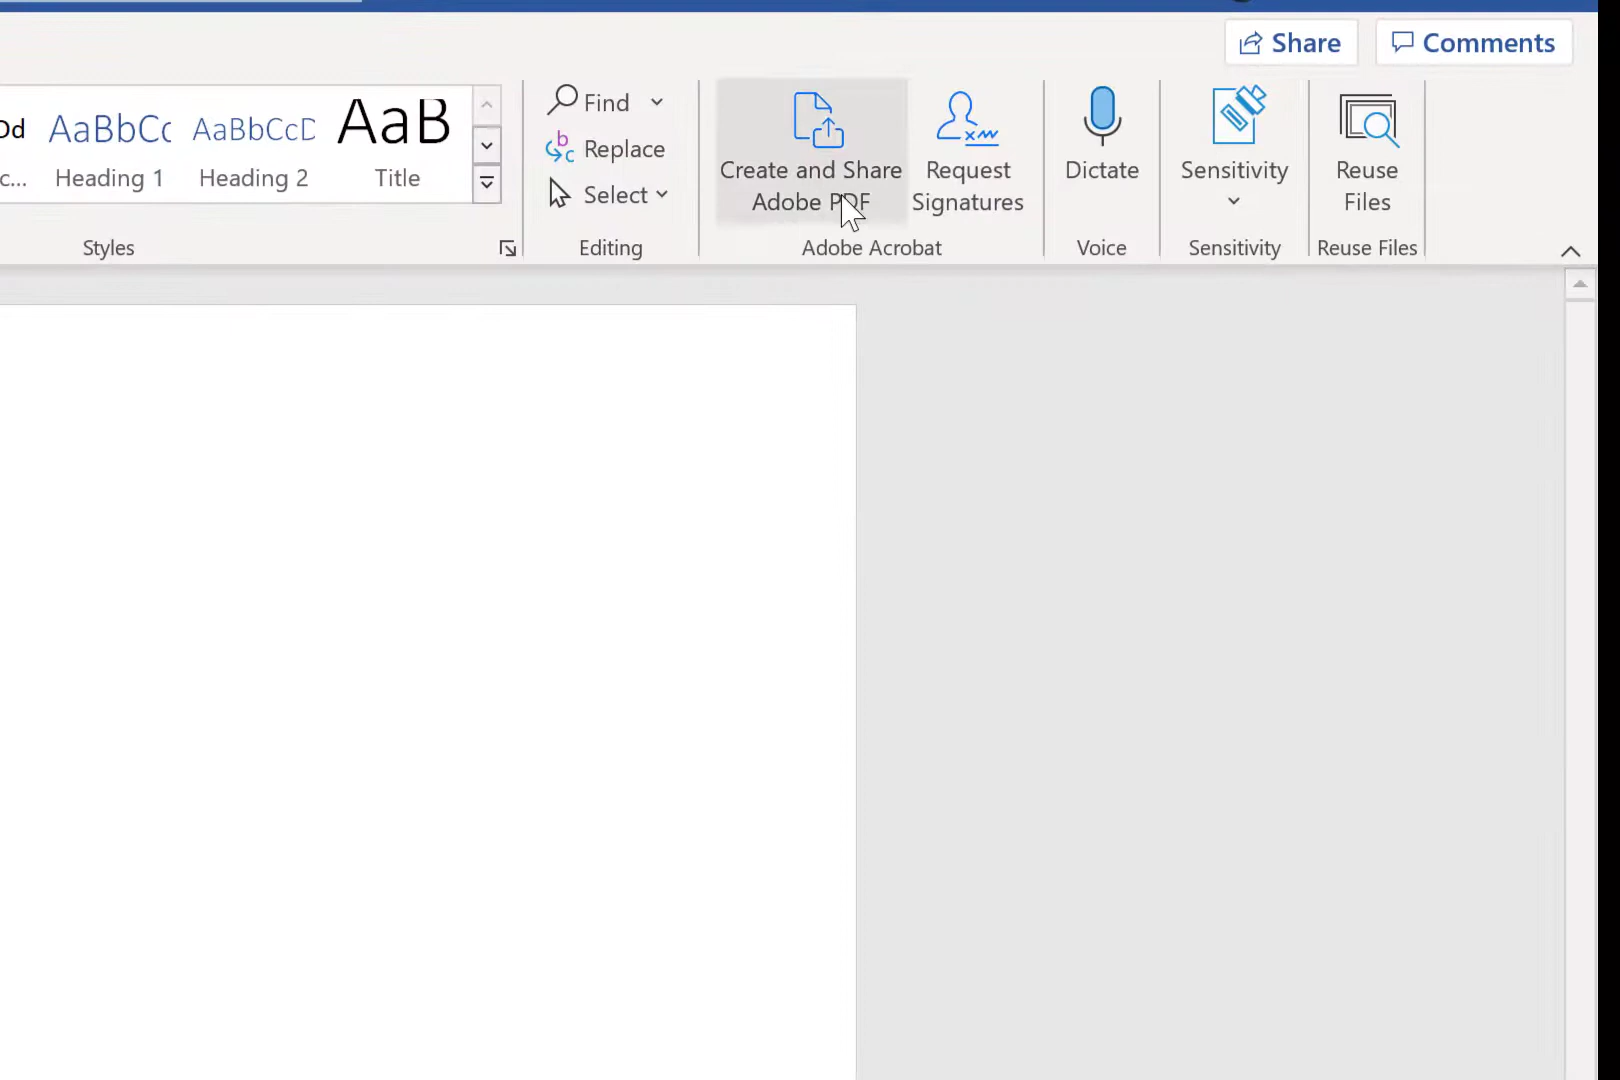 Share
Comments
Dd AaBbCc AaBbCcD AaB
c... Heading 1 Heading 2 Title
Styles
Find
Replace
Select
Editing
Create and Share
Adobe PDF
Request
Signatures
Adobe Acrobat
Dictate
Voice
Sensitivity
Sensitivity
Reuse
Files
Reuse Files